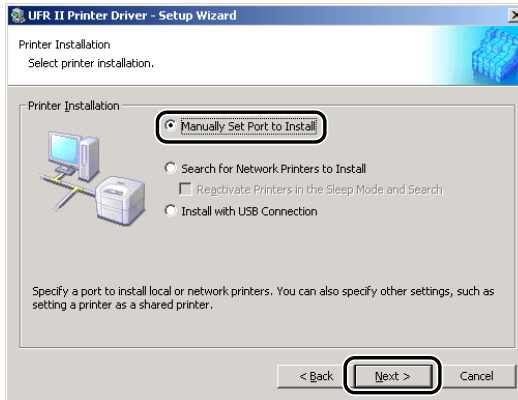 UFR II Printer Driver - Setup Wizard
Printer Installation
Select printer installation.
Printer Installation
Manually Set Port to Install
Search for Network Printers to Install
Reactivate Printers in the Sleep Mode and Search
Install with USB Connection
Specify a port to install local or network printers. You can also specify other settings, such as
setting a printer as a shared printer.
< Back
Next >
Cancel